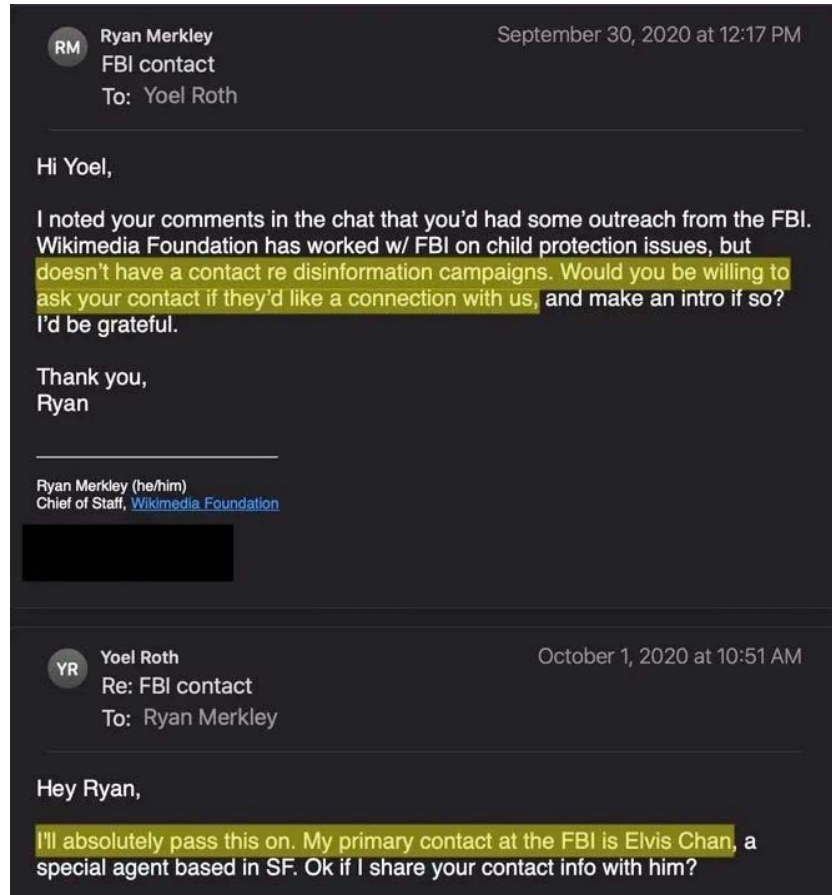 RM
Ryan Merkley
September 30, 2020 at 12:17 PM
FBI contact
To: Yoel Roth
Hi Yoel,
I noted your comments in the chat that you’d had some outreach from the FBI.
Wikimedia Foundation has worked w/ FBI on child protection issues, but
doesn’t have a contact re disinformation campaigns. Would you be willing to
ask your contact if they’d like a connection with us, and make an intro if so?
I’d be grateful.
Thank you,
Ryan
Ryan Merkley (he/him)
Chief of Staff, Wikimedia Foundation
YR
Yoel Roth
October 1, 2020 at 10:51 AM
Re: FBI contact
To: Ryan Merkley
Hey Ryan,
I'll absolutely pass this on. My primary contact at the FBI is Elvis Chan, a
special agent based in SF. Ok if I share your contact info with him?